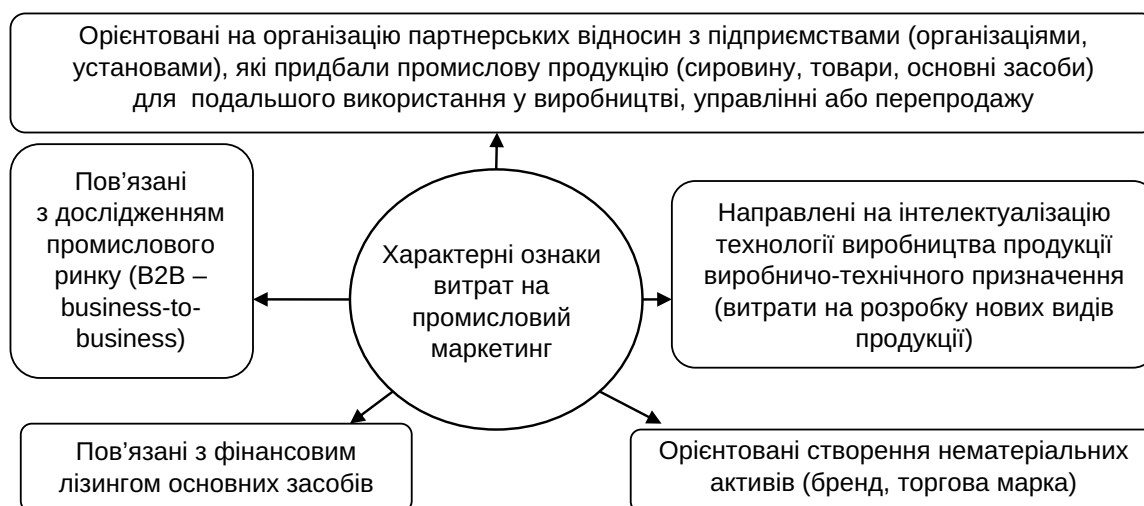 Орієнтовані на організацію партнерських відносин з підприємствами (організаціями,
установами), які придбали промислову продукцію (сировину, товари, основні засоби)
для подальшого використання у виробництві, управлінні або перепродажу
Пов’язані
з дослідженням
промислового
ринку (B2B –
business-to-
business)
Характерні ознаки
витрат на
промисловий
маркетинг
Направлені на інтелектуалізацію
технології виробництва продукції
виробничо-технічного призначення
(витрати на розробку нових видів
продукції)
Пов’язані з фінансовим
лізингом основних засобів
Орієнтовані створення нематеріальних
активів (бренд, торгова марка)